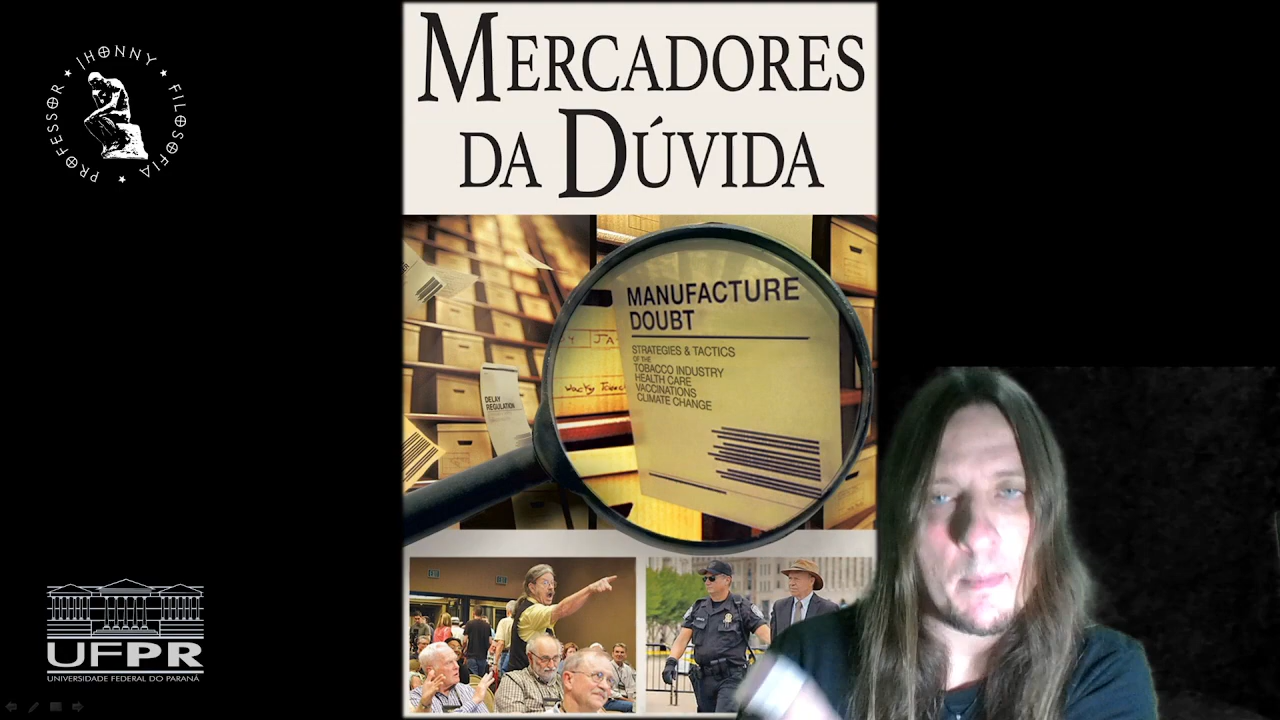 PROFESSOR ★ JHONNY ★ FILOSOFIA ★
MERCADORES
DA DÚVIDA
MANUFACTURE
DOUBT
STRATEGIES & TACTICS
OF THE
TOBACCO INDUSTRY
HEALTH CARE
VACCINATIONS
CLIMATE CHANGE
DELAY
REGULATION
UFPR
UNIVERSIDADE FEDERAL DO PARANÁ